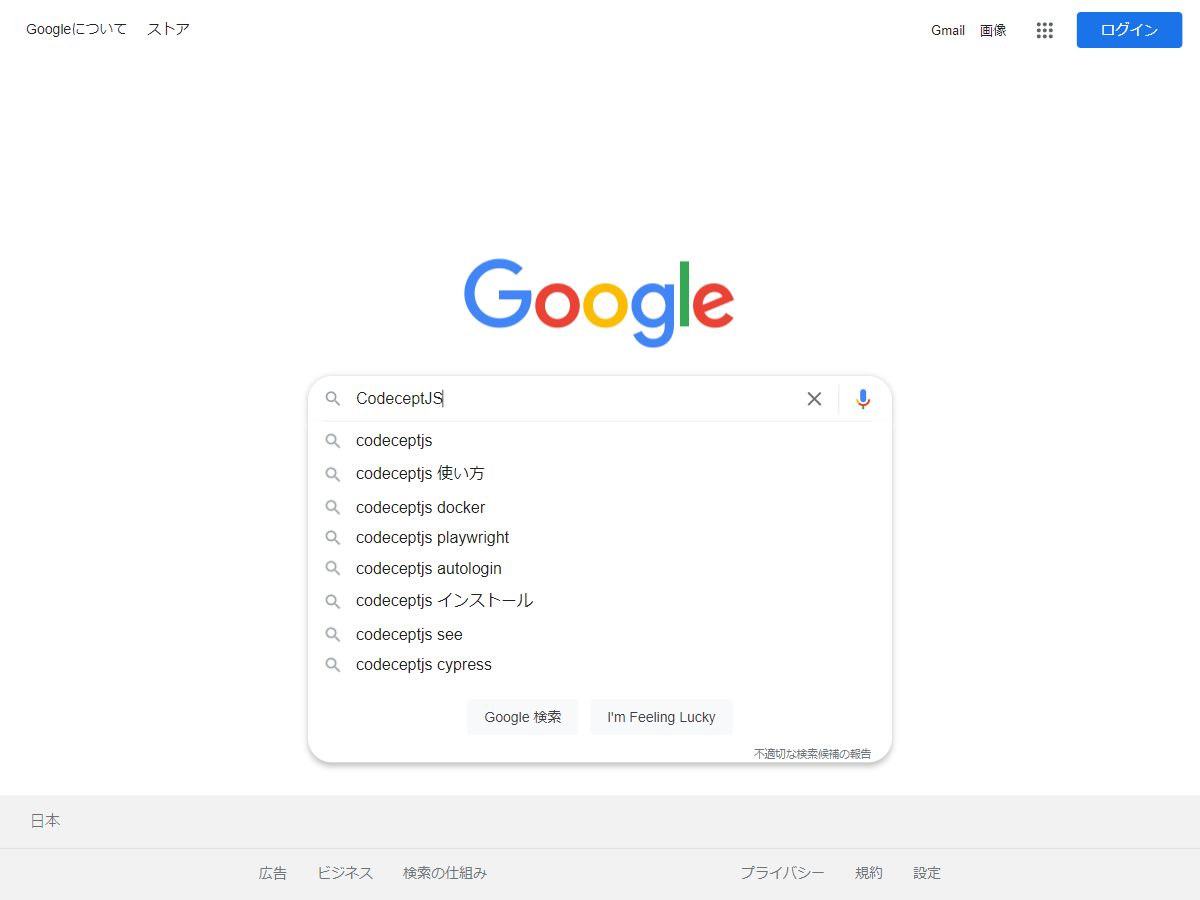 Googleについて ストア Gmail 画像 ログイン
Google
CodeceptJS
codeceptjs
codeceptjs 使い方
codeceptjs docker
codeceptjs playwright
codeceptjs autologin
codeceptjs インストール
codeceptjs see
codeceptjs cypress
Google 検索 I'm Feeling Lucky
不適切な検索候補の報告
日本
広告 ビジネス 検索の仕組み プライバシー 規約 設定